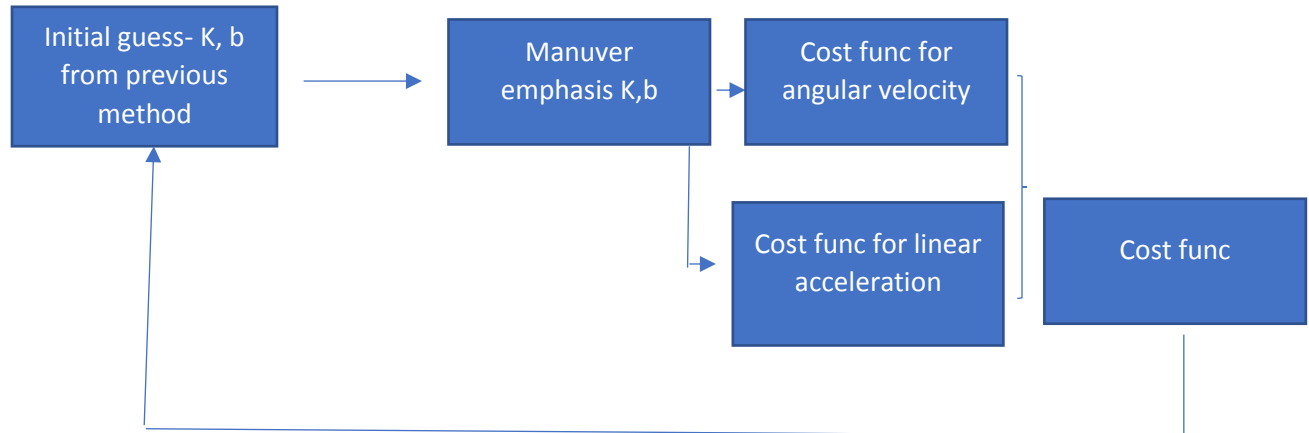 Initial guess- K, b
from previous
method
Manuver
emphasis K,b
Cost func for
angular velocity
Cost func for linear
acceleration
Cost func